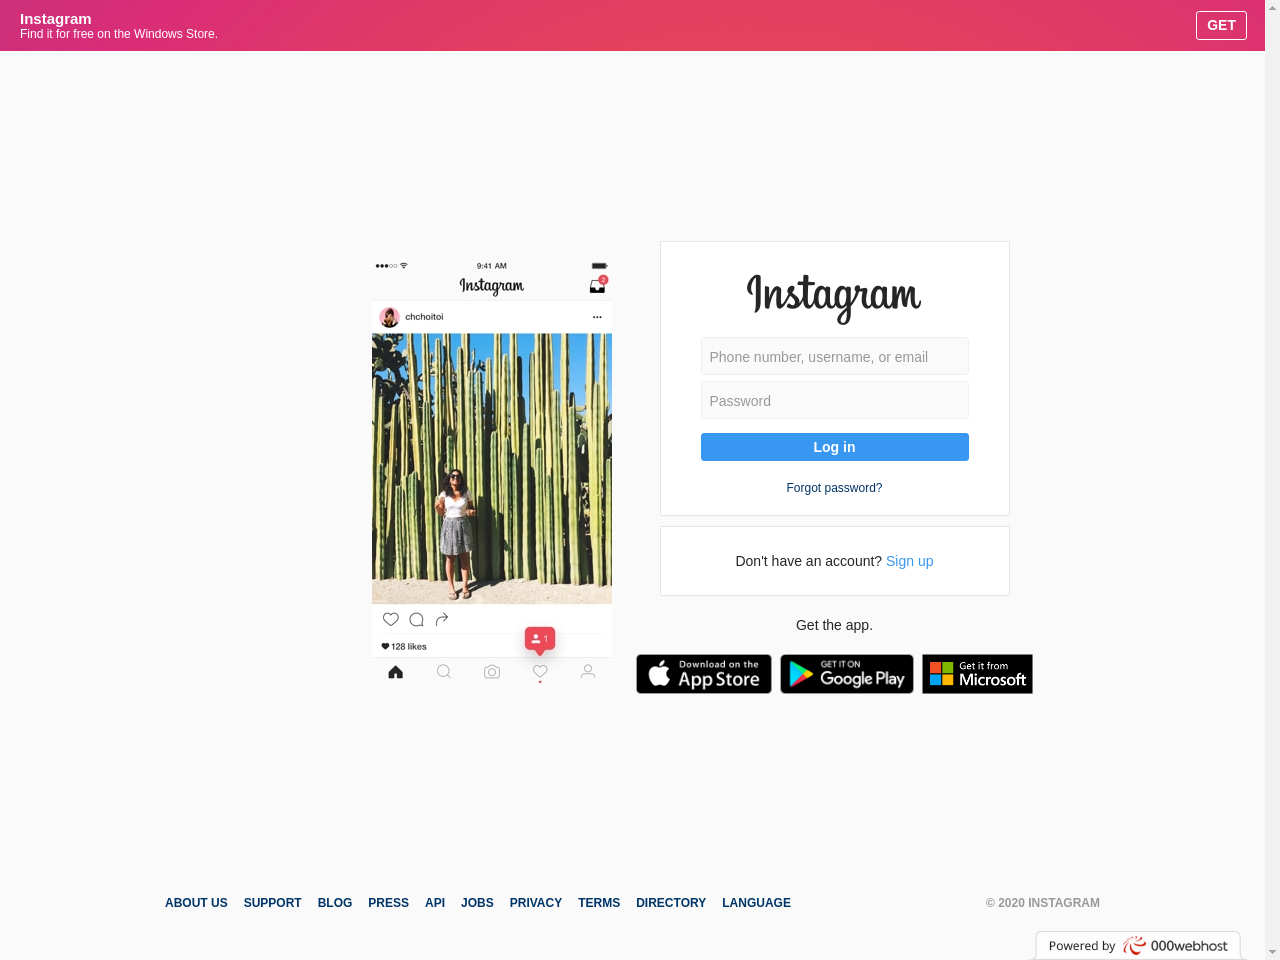 Instagram
Find it for free on the Windows Store.
GET
9:41 AM
Instagram
2
chchoitoi
1
128 likes
Instagram
Phone number, username, or email
Password
Log in
Forgot password?
Don't have an account? Sign up
Get the app.
Download on the
App Store
GET IT ON
Google Play
Get it from
Microsoft
ABOUT US SUPPORT BLOG PRESS API JOBS PRIVACY TERMS DIRECTORY LANGUAGE
© 2020 INSTAGRAM
Powered by 000webhost